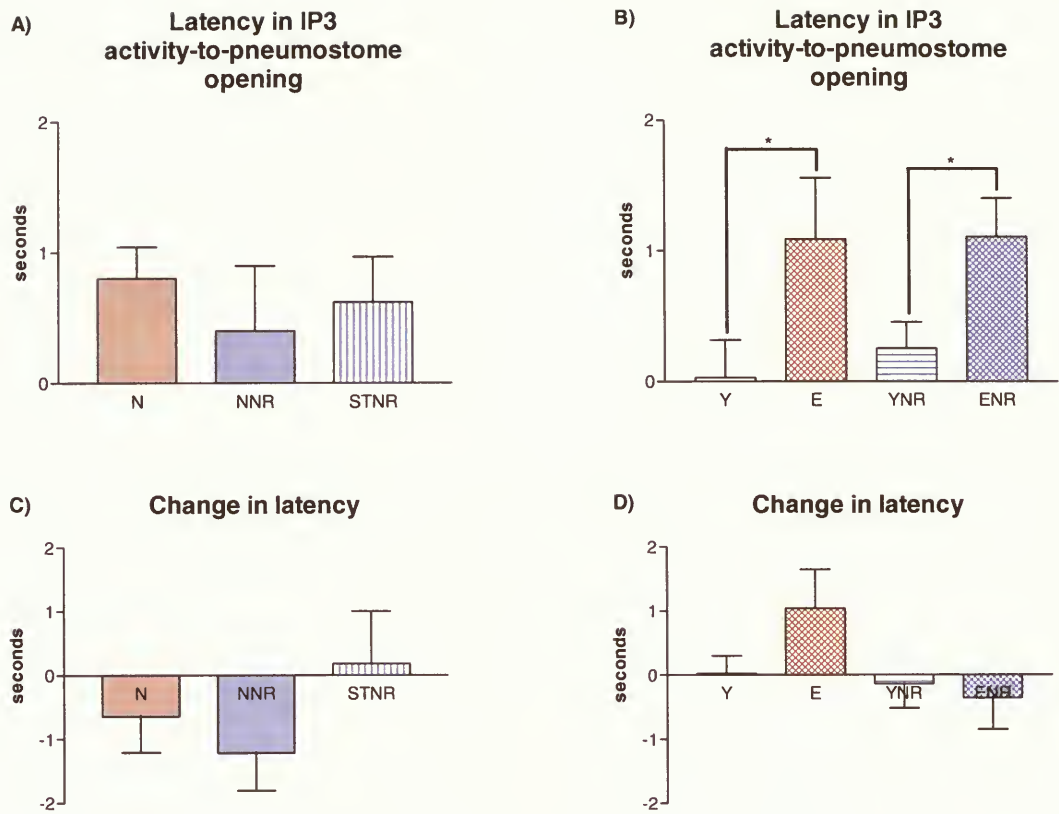 A)
Latency in IP3
activity-to-pneumostome
opening
2
1
0
seconds
N NNR STNR
B)
Latency in IP3
activity-to-pneumostome
opening
2
1
0
seconds
*
*
Y E YNR ENR
C)
Change in latency
2
1
0
-1
-2
seconds
N NNR STNR
D)
Change in latency
2
1
0
-1
-2
seconds
Y E YNR ENR